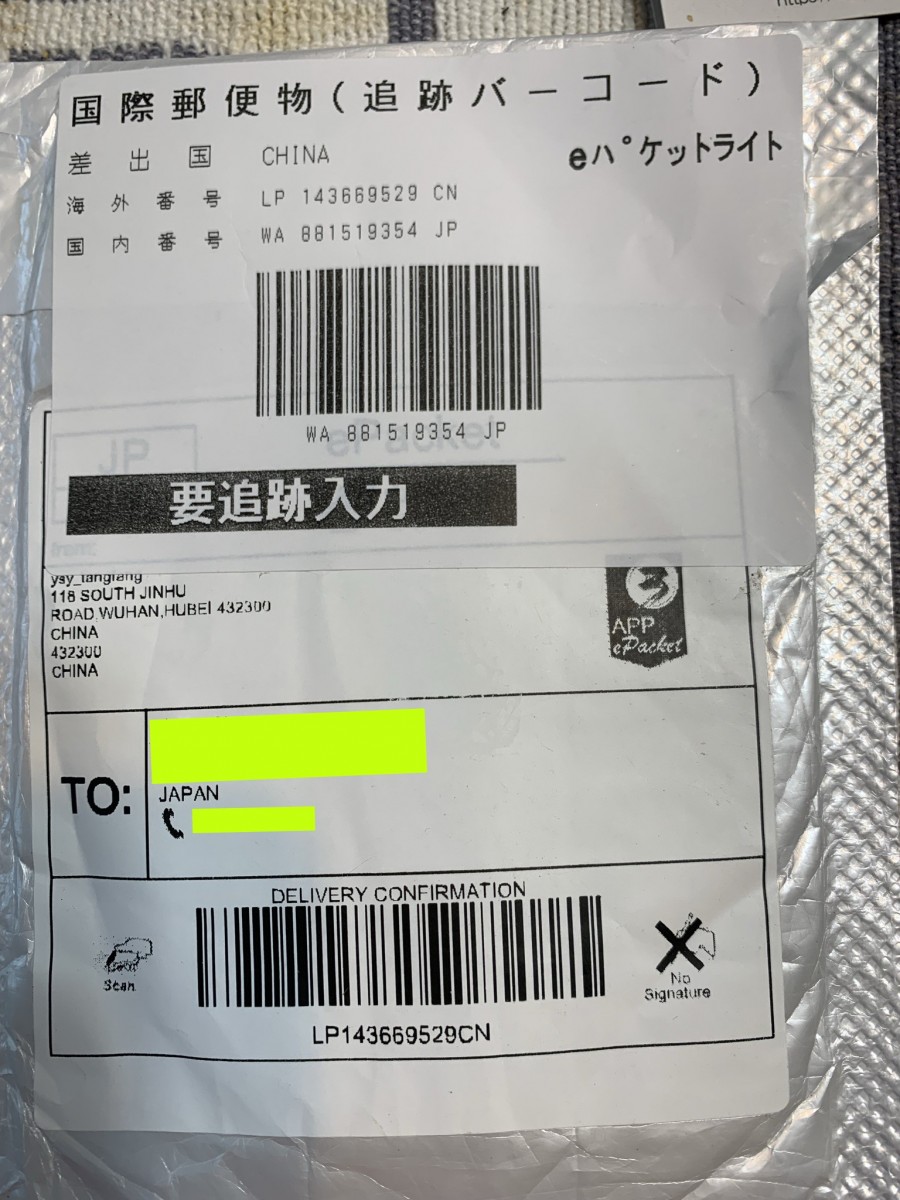 国際郵便物(追跡バーコード)
差出国 CHINA
eパケットライト
海外番号 LP 143669529 CN
国内番号 WA 881519354 JP
WA 881519354 JP
ePacket
JP
要追跡入力
from:
ysy_tangfang
118 SOUTH JINHU
ROAD,WUHAN,HUBEI 432300
CHINA
432300
CHINA
APP
ePacket
TO:
JAPAN
DELIVERY CONFIRMATION
Scan
No
Signature
LP143669529CN